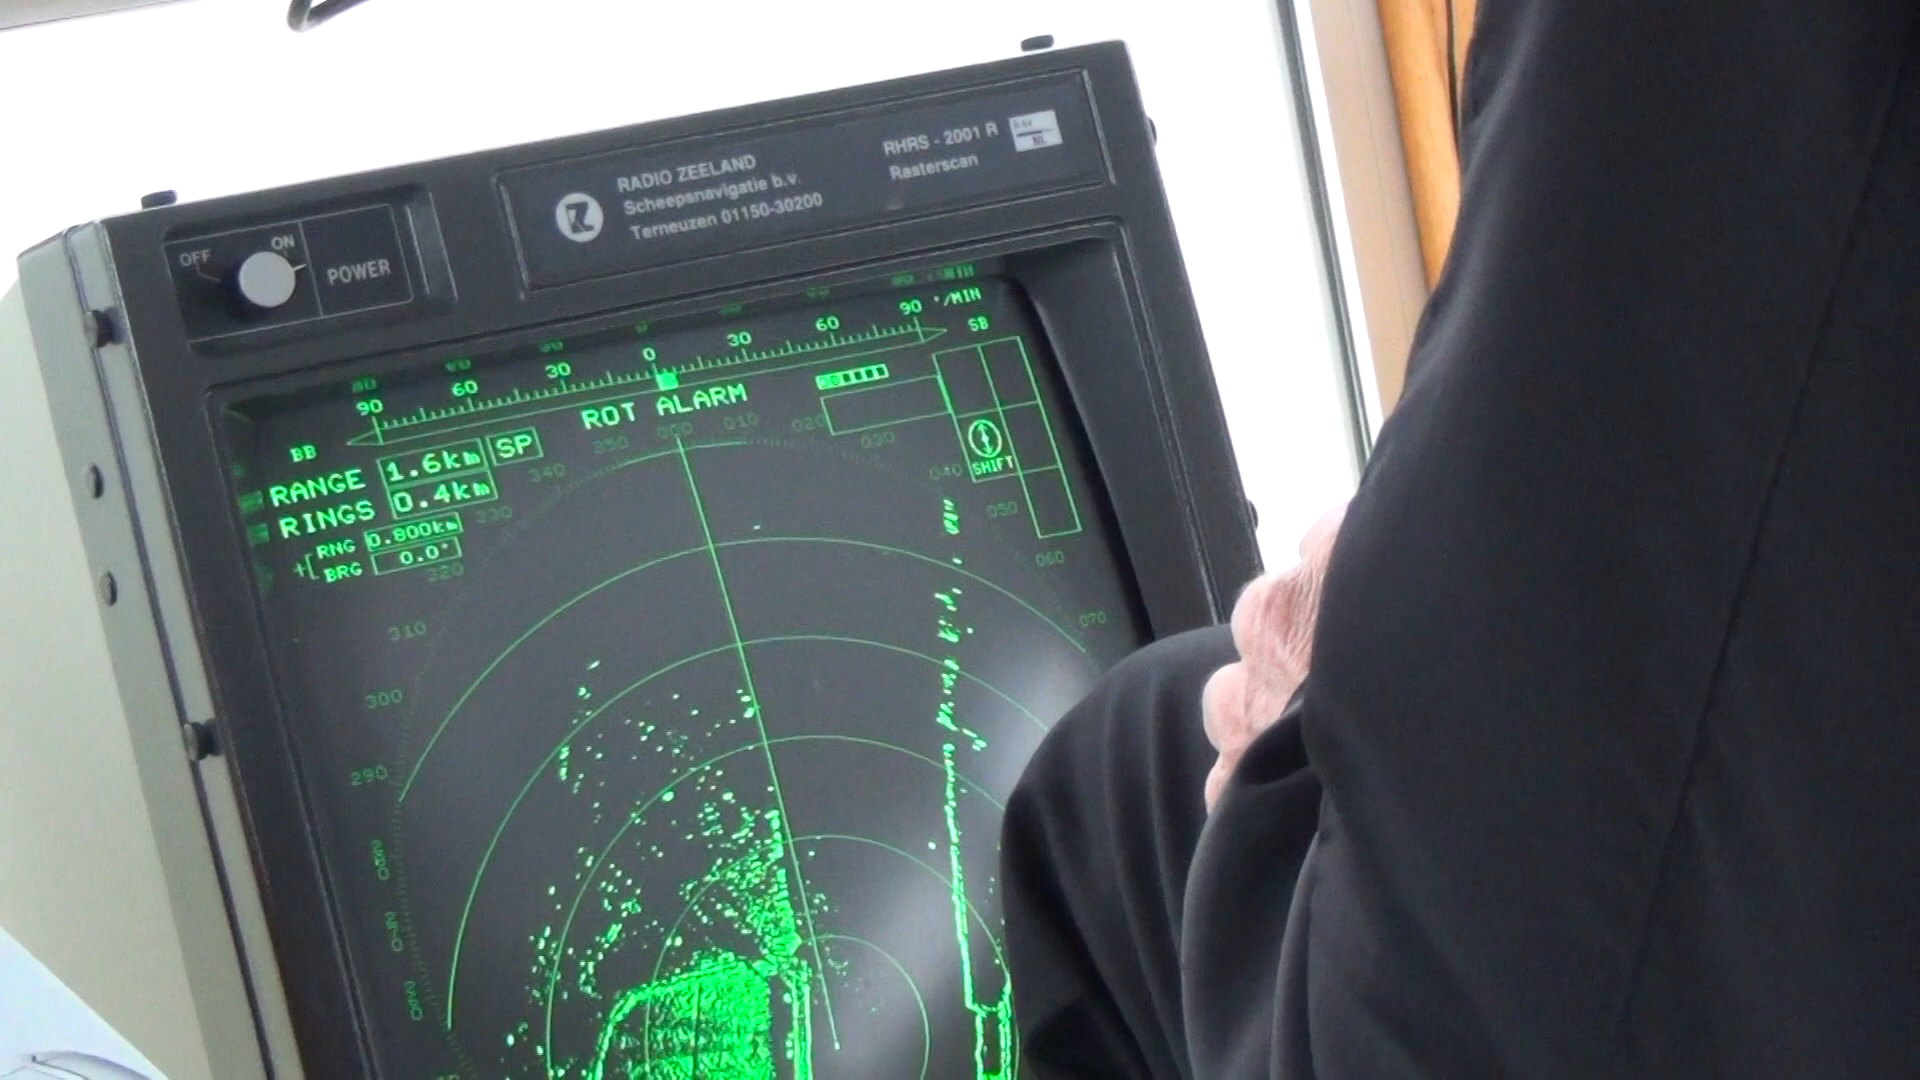 RADIO ZEELAND
Scheepsnavigatie b.v.
Terneuzen 01150-30200
RHRS - 2001 R
Rasterscan
OFF
ON
POWER
90 60 30 0 30 60 90 °/MIN
BB
SB
ROT ALARM
RANGE 1.6km SP
RINGS 0.4km
+[ RNG 0.800km
BRG 0.0°
SHIFT
290
300
310
320
330
340
350
000
010
020
030
040
050
060
070